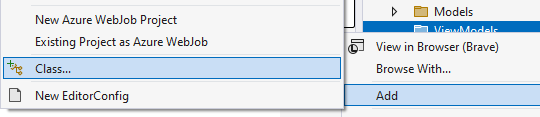 New Azure WebJob Project
Existing Project as Azure WebJob
Class...
New EditorConfig
Models
ViewModels
View in Browser (Brave)
Browse With...
Add